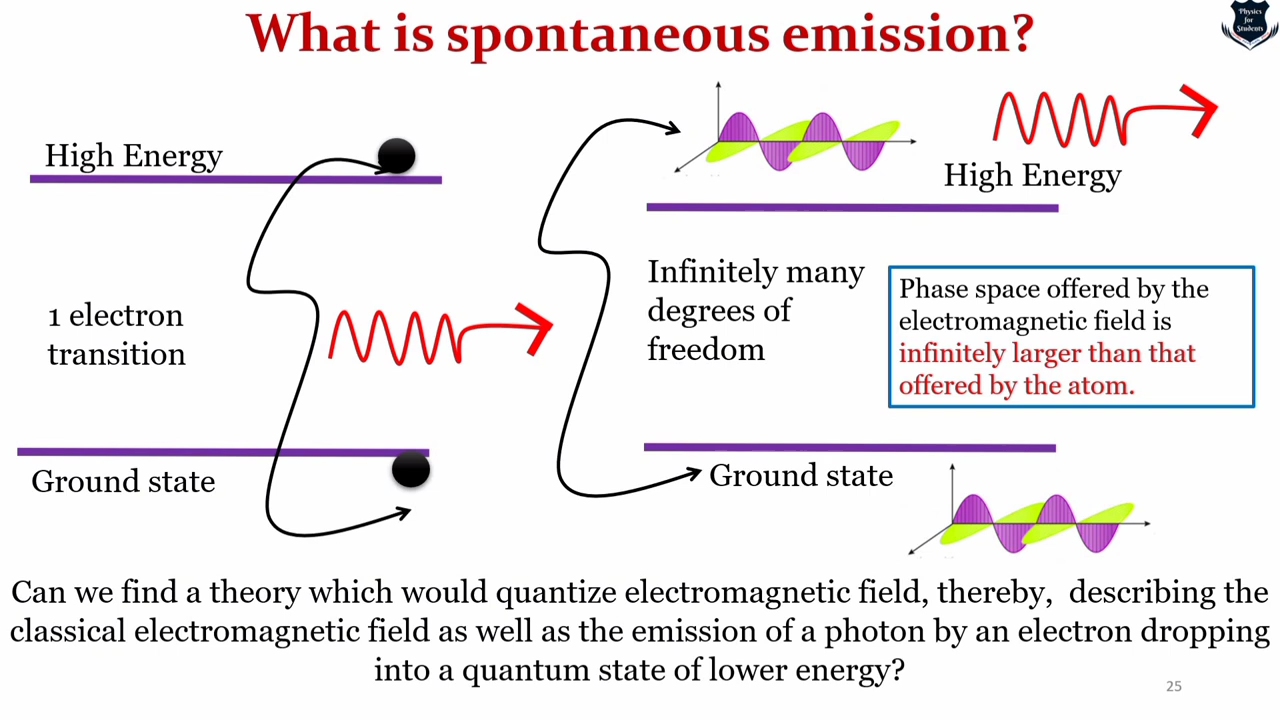 What is spontaneous emission?
Physics
for
Students
High Energy
High Energy
1 electron
transition
Infinitely many
degrees of
freedom
Phase space offered by the
electromagnetic field is
infinitely larger than that
offered by the atom.
Ground state
Ground state
Can we find a theory which would quantize electromagnetic field, thereby, describing the
classical electromagnetic field as well as the emission of a photon by an electron dropping
into a quantum state of lower energy?
25